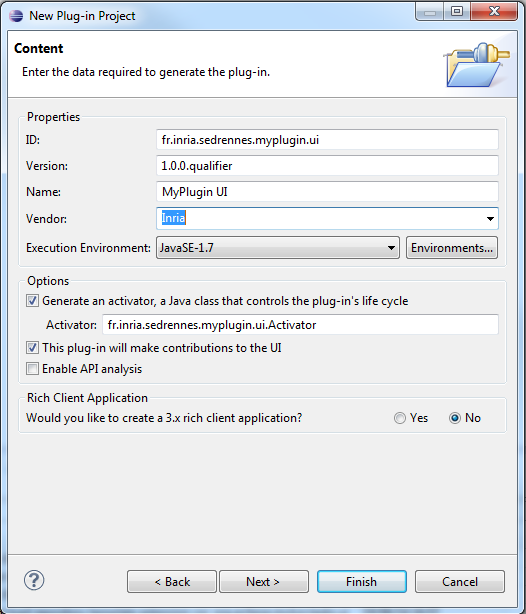 New Plug-in Project
Content
Enter the data required to generate the plug-in.
Properties
ID: fr.inria.sedrennes.myplugin.ui
Version: 1.0.0.qualifier
Name: MyPlugin UI
Vendor: Inria
Execution Environment: JavaSE-1.7 Environments...
Options
Generate an activator, a Java class that controls the plug-in's life cycle
Activator: fr.inria.sedrennes.myplugin.ui.Activator
This plug-in will make contributions to the UI
Enable API analysis
Rich Client Application
Would you like to create a 3.x rich client application? Yes No
? < Back Next > Finish Cancel